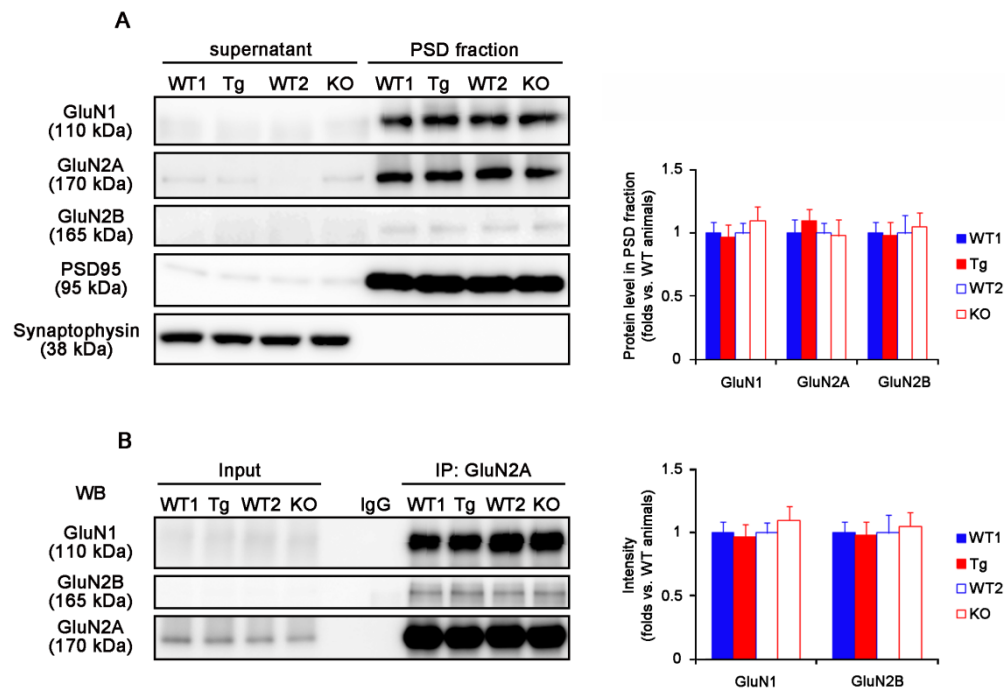 A
supernatant PSD fraction
WT1 Tg WT2 KO WT1 Tg WT2 KO
GluN1
(110 kDa)
GluN2A
(170 kDa)
GluN2B
(165 kDa)
PSD95
(95 kDa)
Synaptophysin
(38 kDa)
Protein level in PSD fraction
(folds vs. WT animals)
1.5
1
0.5
0
GluN1 GluN2A GluN2B
WT1
Tg
WT2
KO
B
Input IP: GluN2A
WB
WT1 Tg WT2 KO IgG WT1 Tg WT2 KO
GluN1
(110 kDa)
GluN2B
(165 kDa)
GluN2A
(170 kDa)
Intensity
(folds vs. WT animals)
1.5
1
0.5
0
GluN1 GluN2B
WT1
Tg
WT2
KO